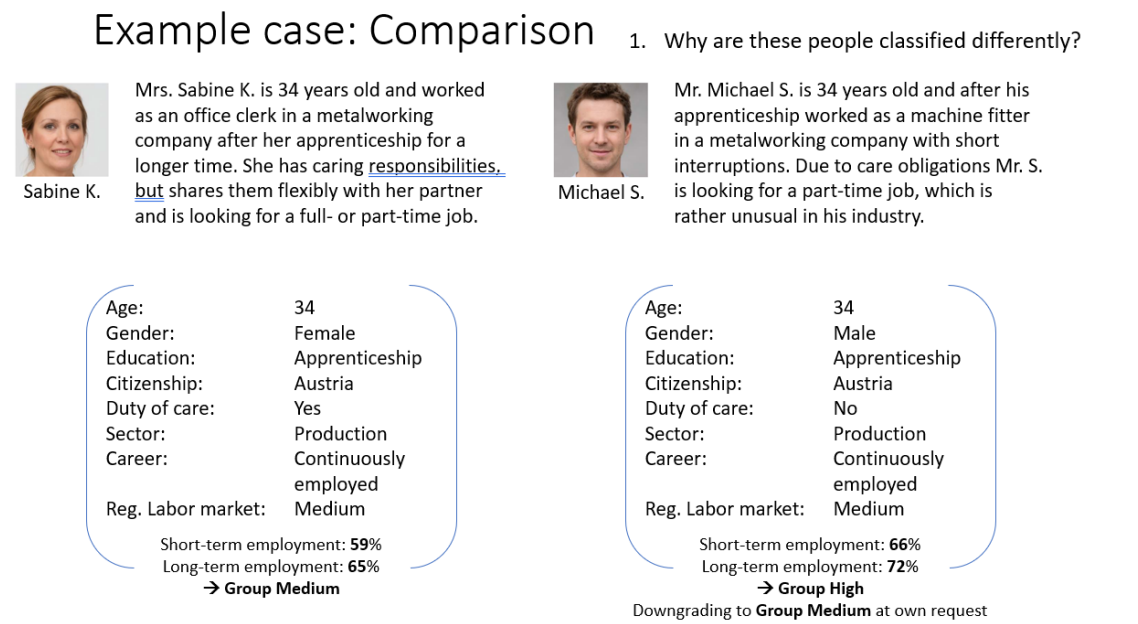 Example case: Comparison
1. Why are these people classified differently?
Mrs. Sabine K. is 34 years old and worked
as an office clerk in a metalworking
company after her apprenticeship for a
longer time. She has caring responsibilities,
but shares them flexibly with her partner
and is looking for a full- or part-time job.
Sabine K.
Mr. Michael S. is 34 years old and after his
apprenticeship worked as a machine fitter
in a metalworking company with short
interruptions. Due to care obligations Mr. S.
is looking for a part-time job, which is
rather unusual in his industry.
Michael S.
Age: 34
Gender: Female
Education: Apprenticeship
Citizenship: Austria
Duty of care: Yes
Sector: Production
Career: Continuously
employed
Reg. Labor market: Medium
Short-term employment: 59%
Long-term employment: 65%
→ Group Medium
Age: 34
Gender: Male
Education: Apprenticeship
Citizenship: Austria
Duty of care: No
Sector: Production
Career: Continuously
employed
Reg. Labor market: Medium
Short-term employment: 66%
Long-term employment: 72%
→ Group High
Downgrading to Group Medium at own request